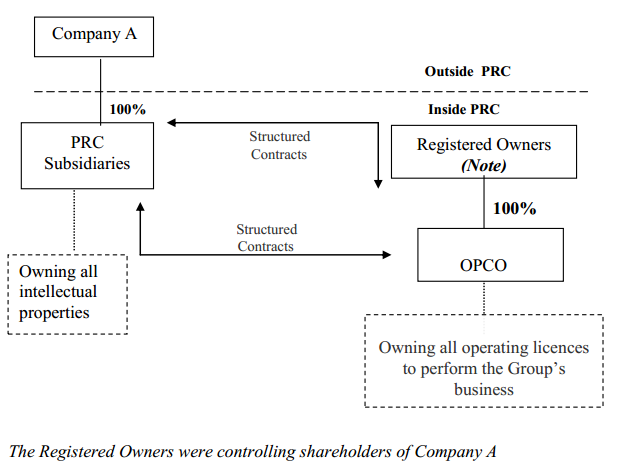 Company A
Outside PRC
100%
Inside PRC
PRC
Subsidiaries
Structured
Contracts
Registered Owners
(Note)
100%
Structured
Contracts
OPCO
Owning all
intellectual
properties
Owning all operating licences
to perform the Group's
business
The Registered Owners were controlling shareholders of Company A